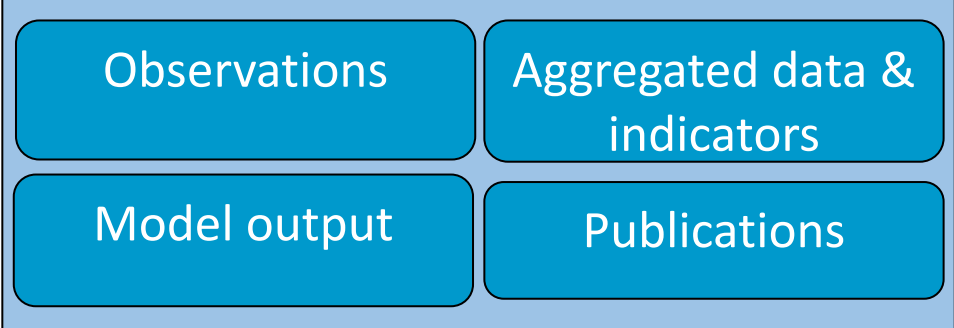 Observations
Aggregated data &
indicators
Model output
Publications